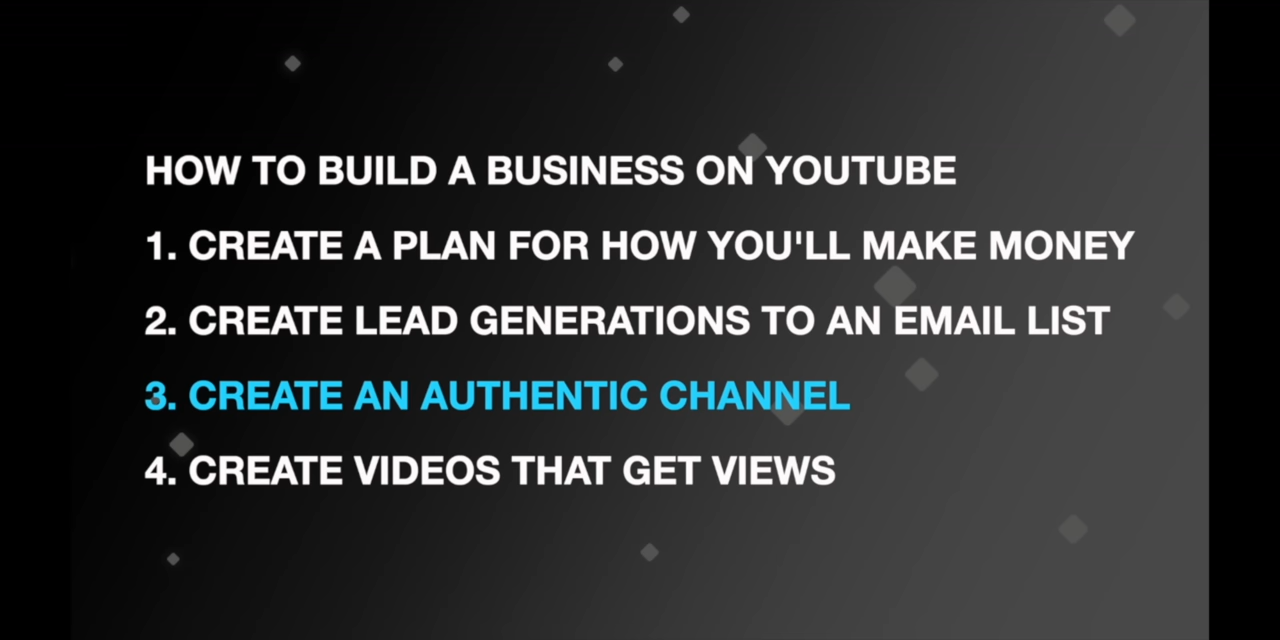 HOW TO BUILD A BUSINESS ON YOUTUBE
1. CREATE A PLAN FOR HOW YOU'LL MAKE MONEY
2. CREATE LEAD GENERATIONS TO AN EMAIL LIST
3. CREATE AN AUTHENTIC CHANNEL
4. CREATE VIDEOS THAT GET VIEWS